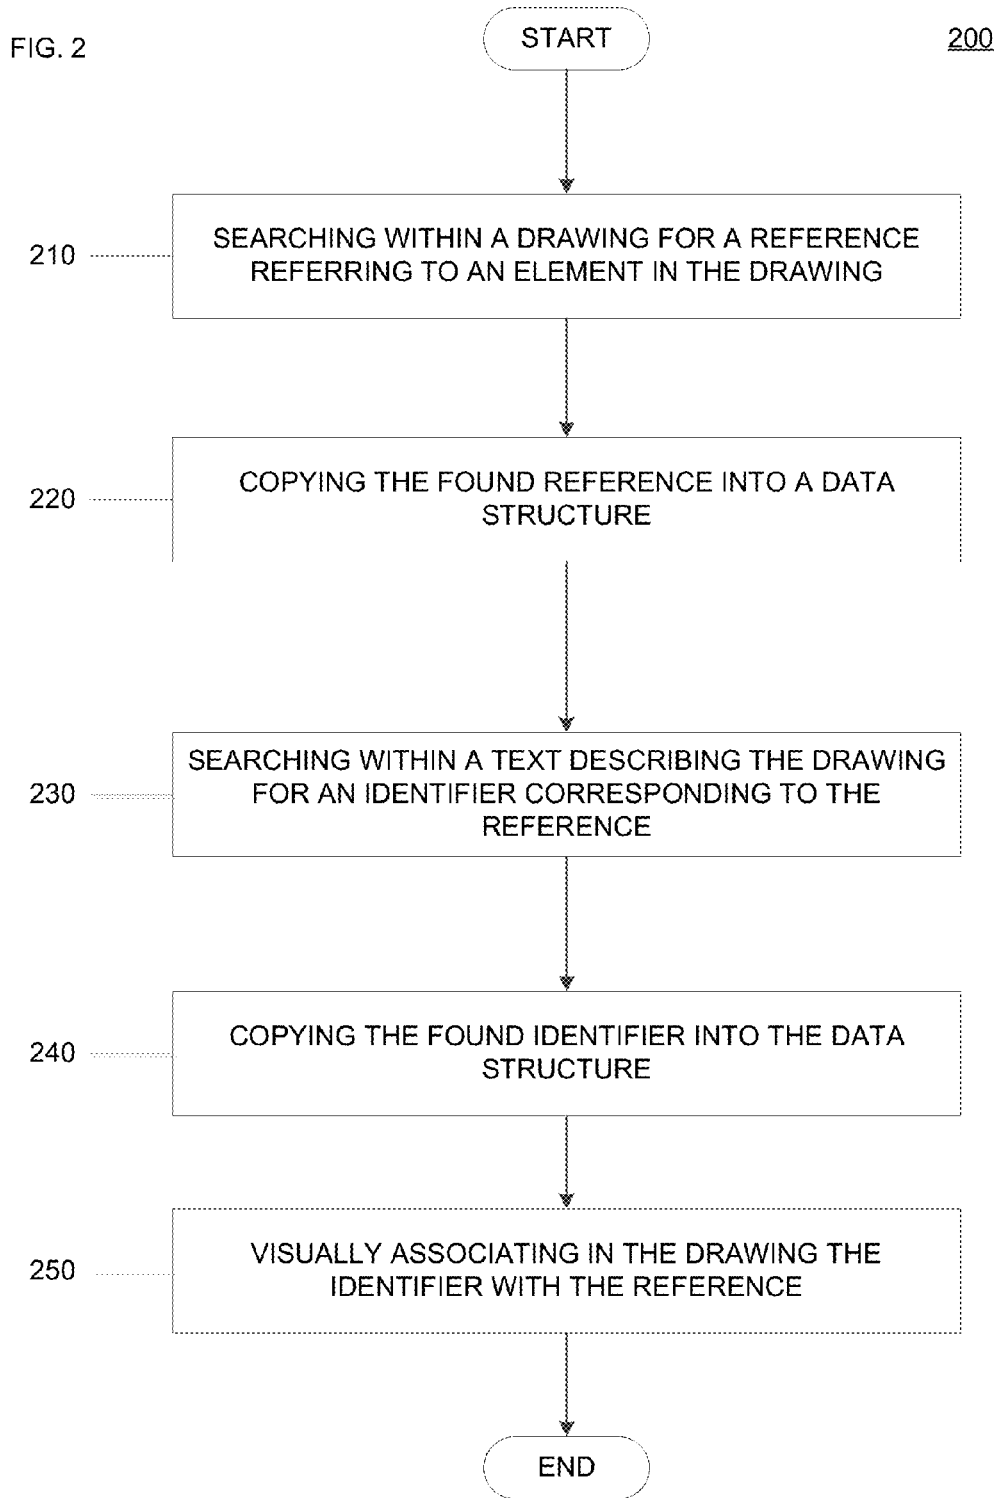 FIG. 2
START
200
210
SEARCHING WITHIN A DRAWING FOR A REFERENCE
REFERRING TO AN ELEMENT IN THE DRAWING
220
COPYING THE FOUND REFERENCE INTO A DATA
STRUCTURE
230
SEARCHING WITHIN A TEXT DESCRIBING THE DRAWING
FOR AN IDENTIFIER CORRESPONDING TO THE
REFERENCE
240
COPYING THE FOUND IDENTIFIER INTO THE DATA
STRUCTURE
250
VISUALLY ASSOCIATING IN THE DRAWING THE
IDENTIFIER WITH THE REFERENCE
END